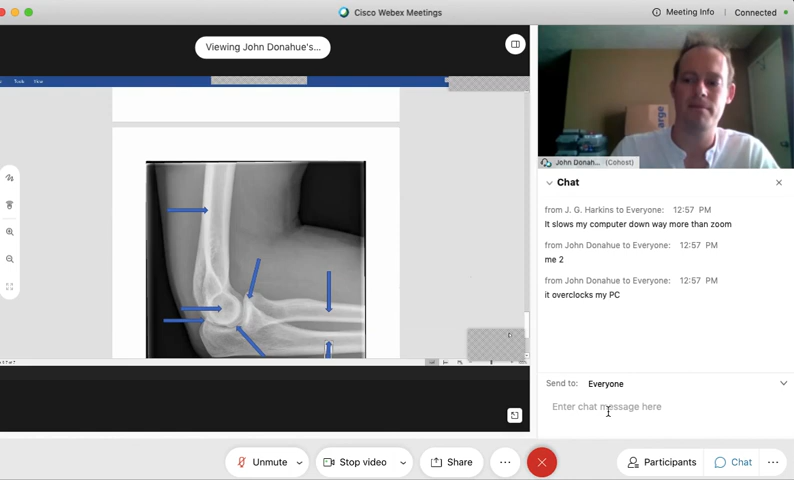 Cisco Webex Meetings
Meeting Info
Connected
Viewing John Donahue's...
Tools
John Donah... (Cohost)
Chat
from J. G. Harkins to Everyone: 12:57 PM
It slows my computer down way more than zoom
from John Donahue to Everyone: 12:57 PM
me 2
from John Donahue to Everyone: 12:57 PM
it overclocks my PC
Send to: Everyone
Enter chat message here
Unmute
Stop video
Share
Participants
Chat